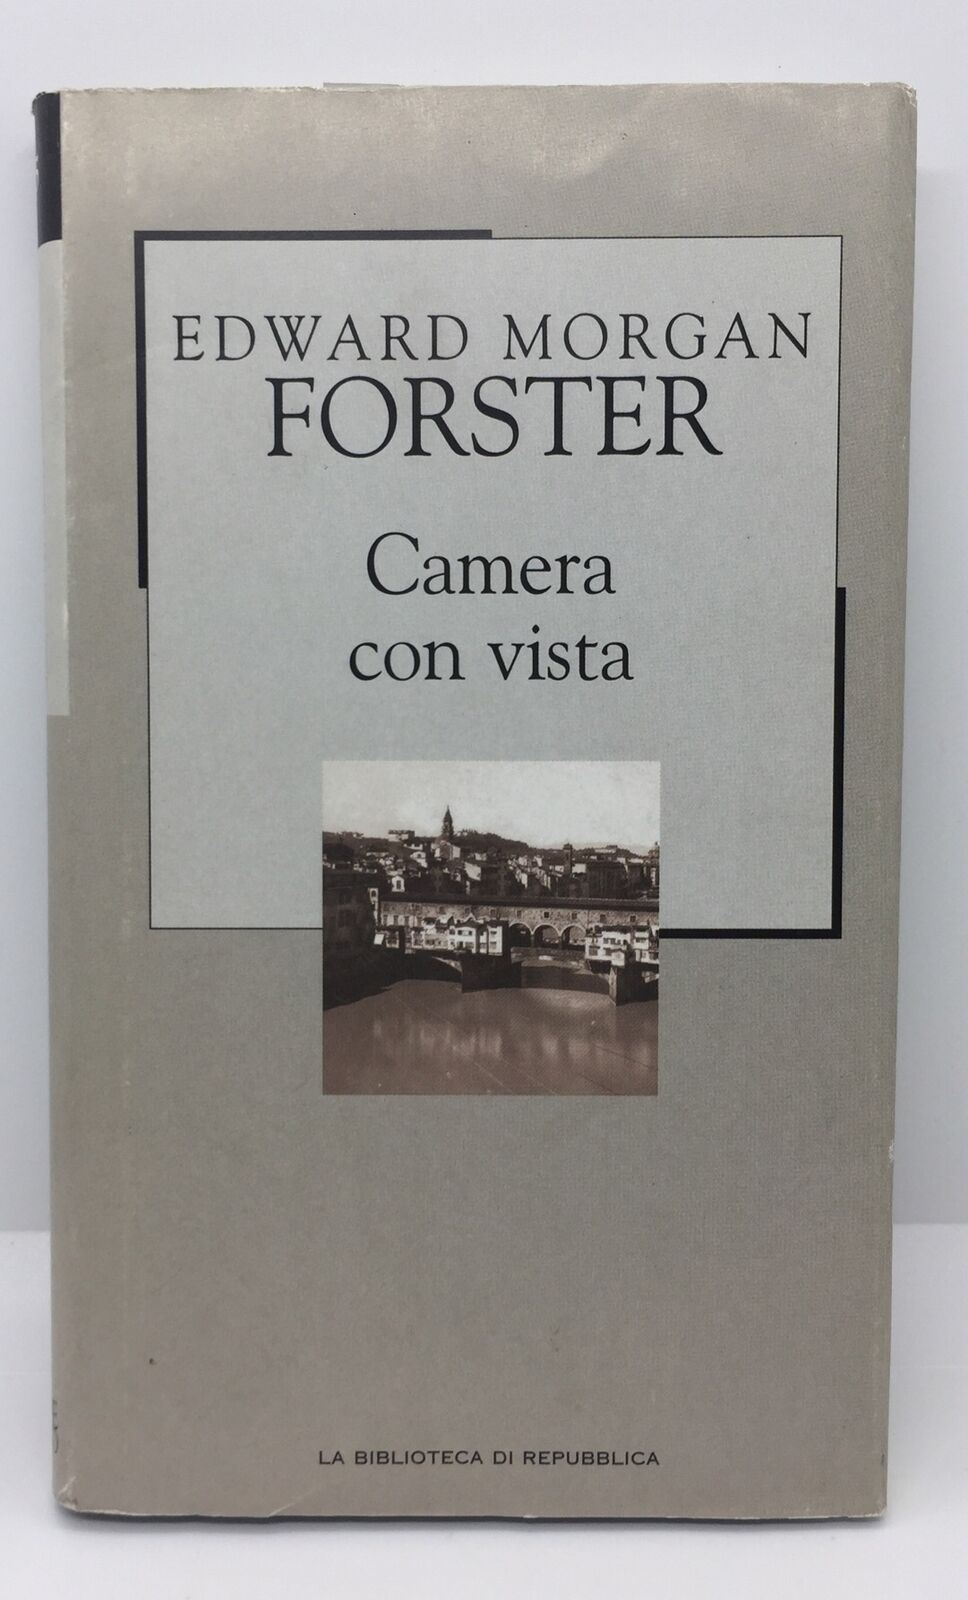 EDWARD MORGAN
FORSTER
Camera
con vista
LA BIBLIOTECA DI REPUBBLICA